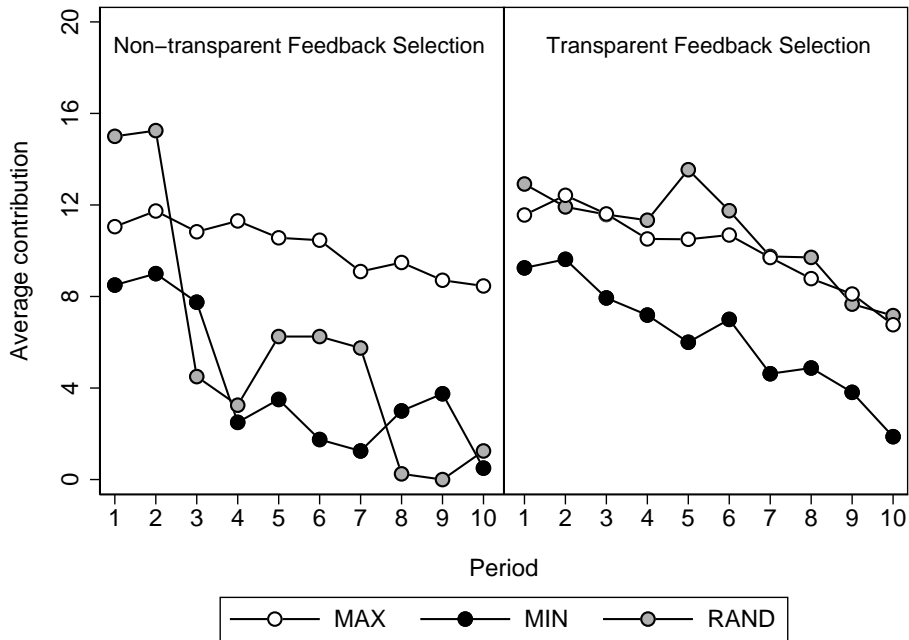 Non−transparent Feedback Selection
Transparent Feedback Selection
Average contribution
20
16
12
8
4
0
1 2 3 4 5 6 7 8 9 10
1 2 3 4 5 6 7 8 9 10
Period
MAX MIN RAND